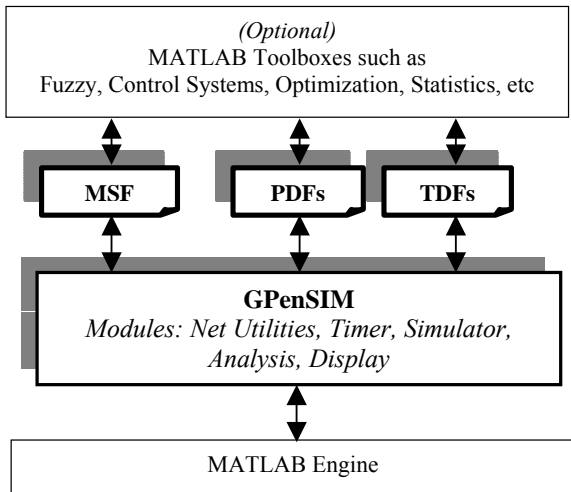 (Optional)
MATLAB Toolboxes such as
Fuzzy, Control Systems, Optimization, Statistics, etc
MSF
PDFs
TDFs
GPenSIM
Modules: Net Utilities, Timer, Simulator,
Analysis, Display
MATLAB Engine